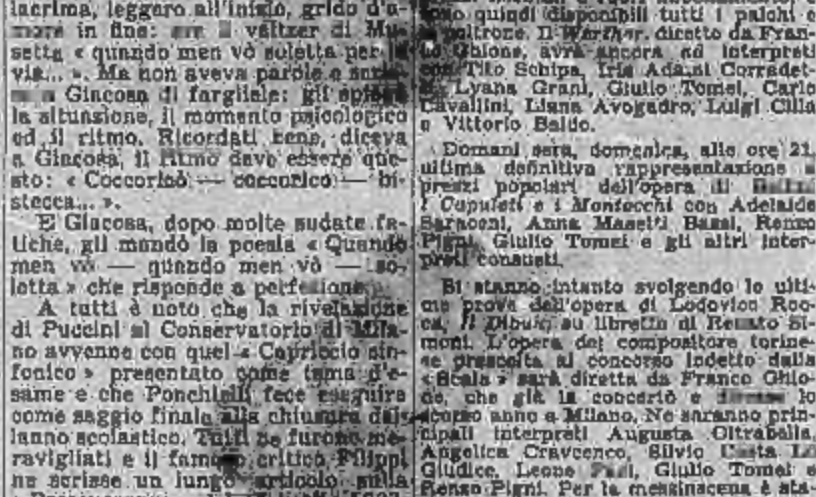 lacrima, leggero all'inizio, grido d'a-
more in fine: il valtzer di Mu-
setta « quando men vò soletta per la
via... ». Ma non aveva parole e
a Giacosa di fargliele: gli
la situazione, il momento psicologico
ed il ritmo. Ricordati bene, diceva
a Giacosa, il ritmo deve essere que-
sto: « Coccoricò — coccorico — bi-
stecca... ».
E Giacosa, dopo molte sudate fa-
tiche, gli mandò la poesia « Quando
men vò — quando men vò — so-
letta » che risponde a perfezione.
A tutti è noto che la rivelazione
di Puccini al Conservatorio di Mila-
no avvenne con quel « Capriccio sin-
fonico » presentato come tema d'e-
same e che Ponchielli fece eseguire
come saggio finale alla chiusura del-
lanno scolastico. Tutti ne furono me-
ravigliati e il famoso critico Filippi
ne scrisse un lungo articolo sulla
sono quindi disponibili tutti i palchi e
poltrone. Il Werther, diretto da Fran-
co Ghione, avrà ancora ad interpreti
con Tito Schipa, Iris Adami Corradet-
Lyana Grani, Giulio Tomei, Carlo
Cavallini, Liana Avogadro, Luigi Cilla
e Vittorio Baldo.
Domani sera, domenica, alle ore 21,
ultima definitiva rappresentazione a
prezzi popolari dell'opera di
I Capuleti e i Montecchi con Adelaide
Saraceni, Anna Masetti Bassi, Renzo
Pigni, Giulio Tomei e gli altri inter-
preti consueti.
Si stanno intanto svolgendo le ulti-
me prove dell'opera di Lodovico Roc-
ca, Il Dibuk su libretto di Renato Si-
moni. L'opera del compositore torine-
se prescelta al concorso indetto dalla
« Scala » sarà diretta da Franco Ghio-
ne, che già la concertò e lo
scorso anno a Milano. Ne saranno prin-
cipali interpreti Augusta Oltrabella,
Angelica Cravcenco, Silvio Costa Lo
Giudice, Leone Giulio Tomei e
Renzo Pigni. Per la messinscena è sta-